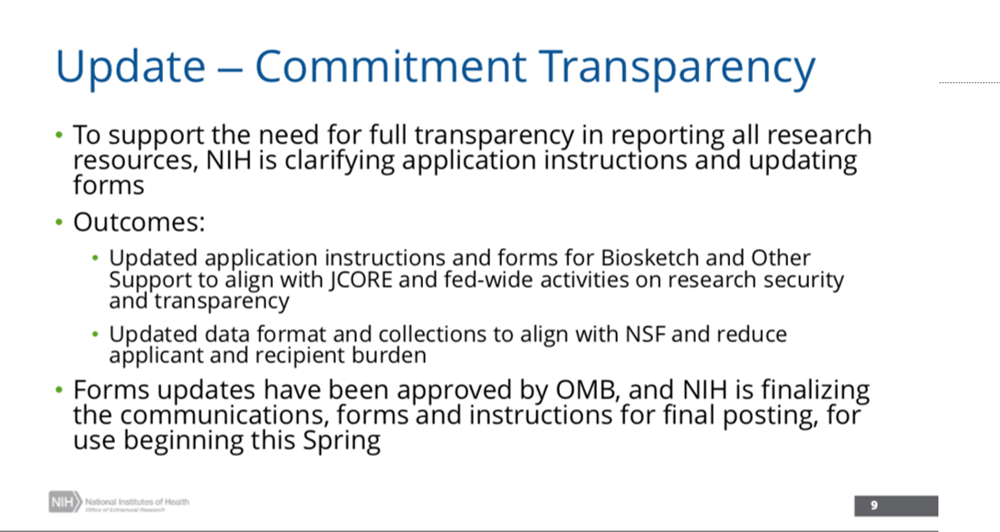 Update – Commitment Transparency
• To support the need for full transparency in reporting all research
resources, NIH is clarifying application instructions and updating
forms
• Outcomes:
• Updated application instructions and forms for Biosketch and Other
Support to align with JCORE and fed-wide activities on research security
and transparency
• Updated data format and collections to align with NSF and reduce
applicant and recipient burden
• Forms updates have been approved by OMB, and NIH is finalizing
the communications, forms and instructions for final posting, for
use beginning this Spring
NIH National Institutes of Health
Office of Extramural Research
9